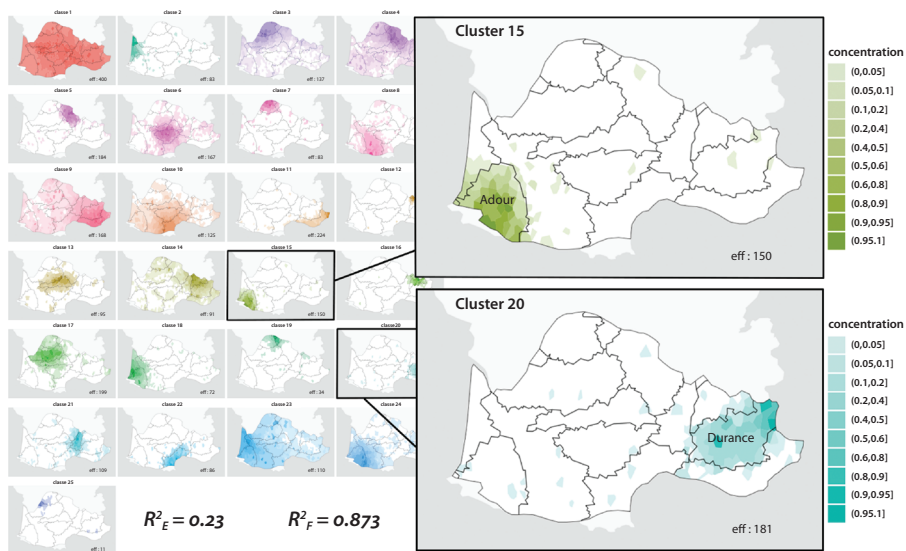 classe 1
classe 2
classe 3
classe 4
eff : 400
eff : 83
eff : 137
classe 5
classe 6
classe 7
classe 8
eff : 184
eff : 167
eff : 83
classe 9
classe 10
classe 11
classe 12
eff : 168
eff : 125
eff : 224
classe 13
classe 14
classe 15
classe 16
eff : 95
eff : 91
eff : 150
classe 17
classe 18
classe 19
classe20
eff : 199
eff : 72
eff : 34
classe 21
classe 22
classe 23
classe 24
eff : 109
eff : 86
eff : 110
classe 25
eff : 11
R²E = 0.23
R²F = 0.873
Cluster 15
Adour
eff : 150
concentration
(0,0.05]
(0.05,0.1]
(0.1,0.2]
(0.2,0.4]
(0.4,0.5]
(0.5,0.6]
(0.6,0.8]
(0.8,0.9]
(0.9,0.95]
(0.95.1]
Cluster 20
Durance
eff : 181
concentration
(0,0.05]
(0.05,0.1]
(0.1,0.2]
(0.2,0.4]
(0.4,0.5]
(0.5,0.6]
(0.6,0.8]
(0.8,0.9]
(0.9,0.95]
(0.95.1]